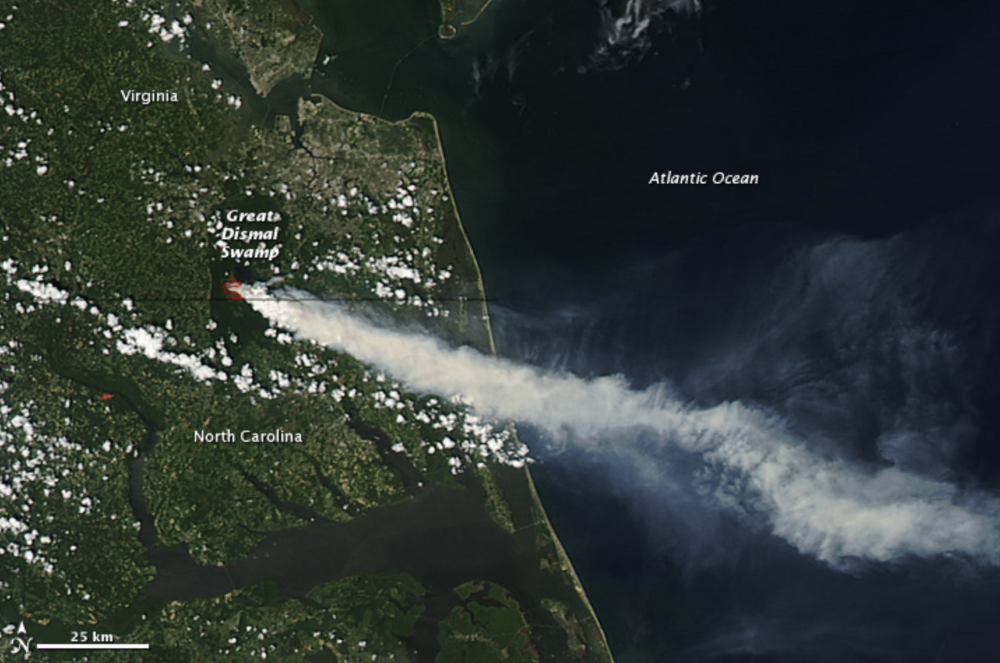 Virginia
Atlantic Ocean
Great
Dismal
Swamp
North Carolina
N
25 km